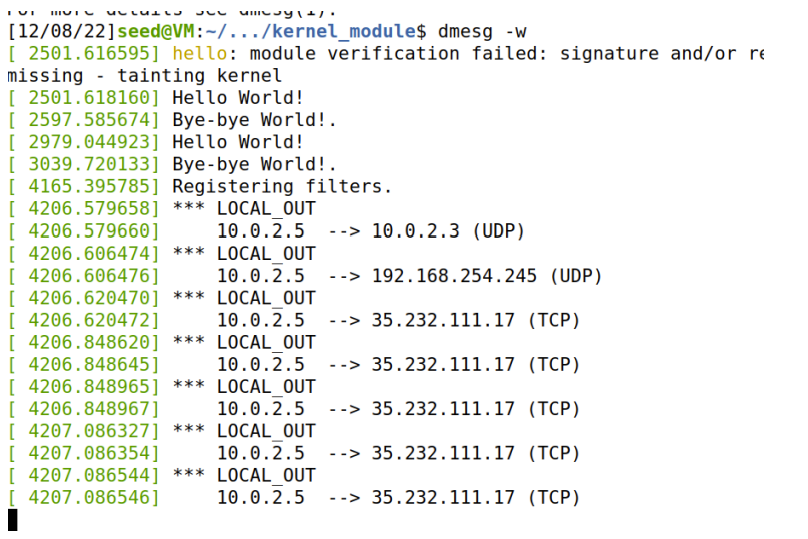 For more details see dmesg(1).
[12/08/22]seed@VM:~/.../kernel_module$ dmesg -w
[ 2501.616595] hello: module verification failed: signature and/or re
missing - tainting kernel
[ 2501.618160] Hello World!
[ 2597.585674] Bye-bye World!.
[ 2979.044923] Hello World!
[ 3039.720133] Bye-bye World!.
[ 4165.395785] Registering filters.
[ 4206.579658] *** LOCAL_OUT
[ 4206.579660]     10.0.2.5  --> 10.0.2.3 (UDP)
[ 4206.606474] *** LOCAL_OUT
[ 4206.606476]     10.0.2.5  --> 192.168.254.245 (UDP)
[ 4206.620470] *** LOCAL_OUT
[ 4206.620472]     10.0.2.5  --> 35.232.111.17 (TCP)
[ 4206.848620] *** LOCAL_OUT
[ 4206.848645]     10.0.2.5  --> 35.232.111.17 (TCP)
[ 4206.848965] *** LOCAL_OUT
[ 4206.848967]     10.0.2.5  --> 35.232.111.17 (TCP)
[ 4207.086327] *** LOCAL_OUT
[ 4207.086354]     10.0.2.5  --> 35.232.111.17 (TCP)
[ 4207.086544] *** LOCAL_OUT
[ 4207.086546]     10.0.2.5  --> 35.232.111.17 (TCP)